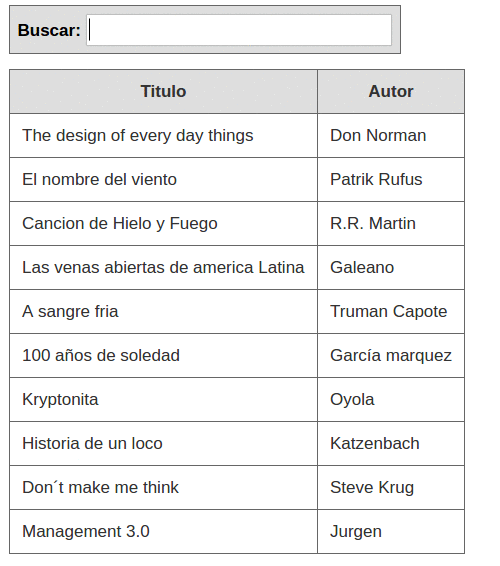 Buscar:
Titulo Autor
The design of every day things Don Norman
El nombre del viento Patrik Rufus
Cancion de Hielo y Fuego R.R. Martin
Las venas abiertas de america Latina Galeano
A sangre fria Truman Capote
100 años de soledad García marquez
Kryptonita Oyola
Historia de un loco Katzenbach
Don´t make me think Steve Krug
Management 3.0 Jurgen